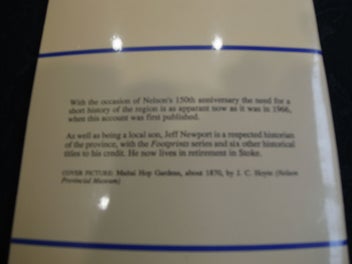 With the occasion of Nelson's 150th anniversary the need for a
short history of the region is as apparant now as it was in 1966,
when this account was first published.
As well as being a local son, Jeff Newport is a respected historian
of the province, with the Footprints series and six other historical
titles to his credit. He now lives in retirement in Stoke.
COVER PICTURE: Maitai Hop Gardens, about 1870, by J. C. Hoyte (Nelson
Provincial Museum)